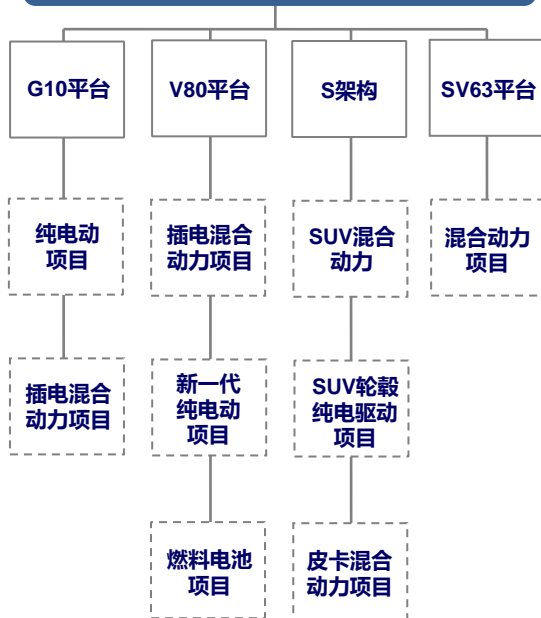 G10平台
V80平台
S架构
SV63平台
纯电动
项目
插电混合
动力项目
SUV混合
动力
混合动力
项目
插电混合
动力项目
新一代
纯电动
项目
SUV轮毂
纯电驱动
项目
燃料电池
项目
皮卡混合
动力项目